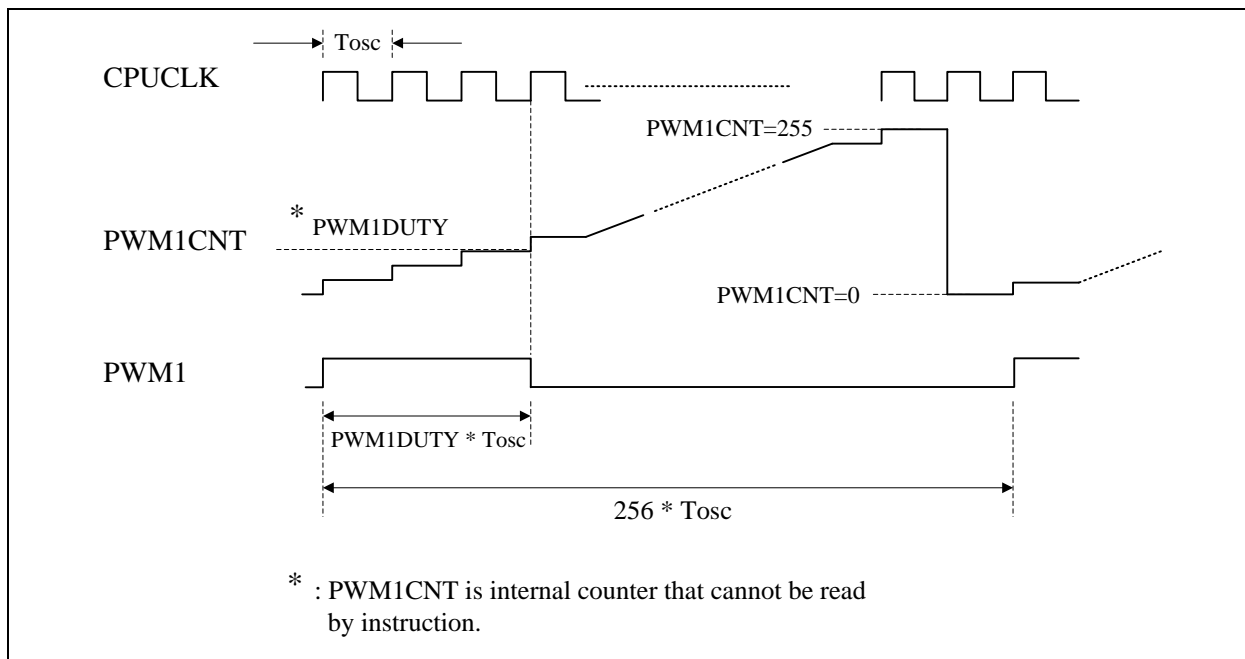 Tosc
CPUCLK
PWM1CNT=255
* PWM1DUTY
PWM1CNT
PWM1CNT=0
PWM1
PWM1DUTY * Tosc
256 * Tosc
* : PWM1CNT is internal counter that cannot be read
by instruction.